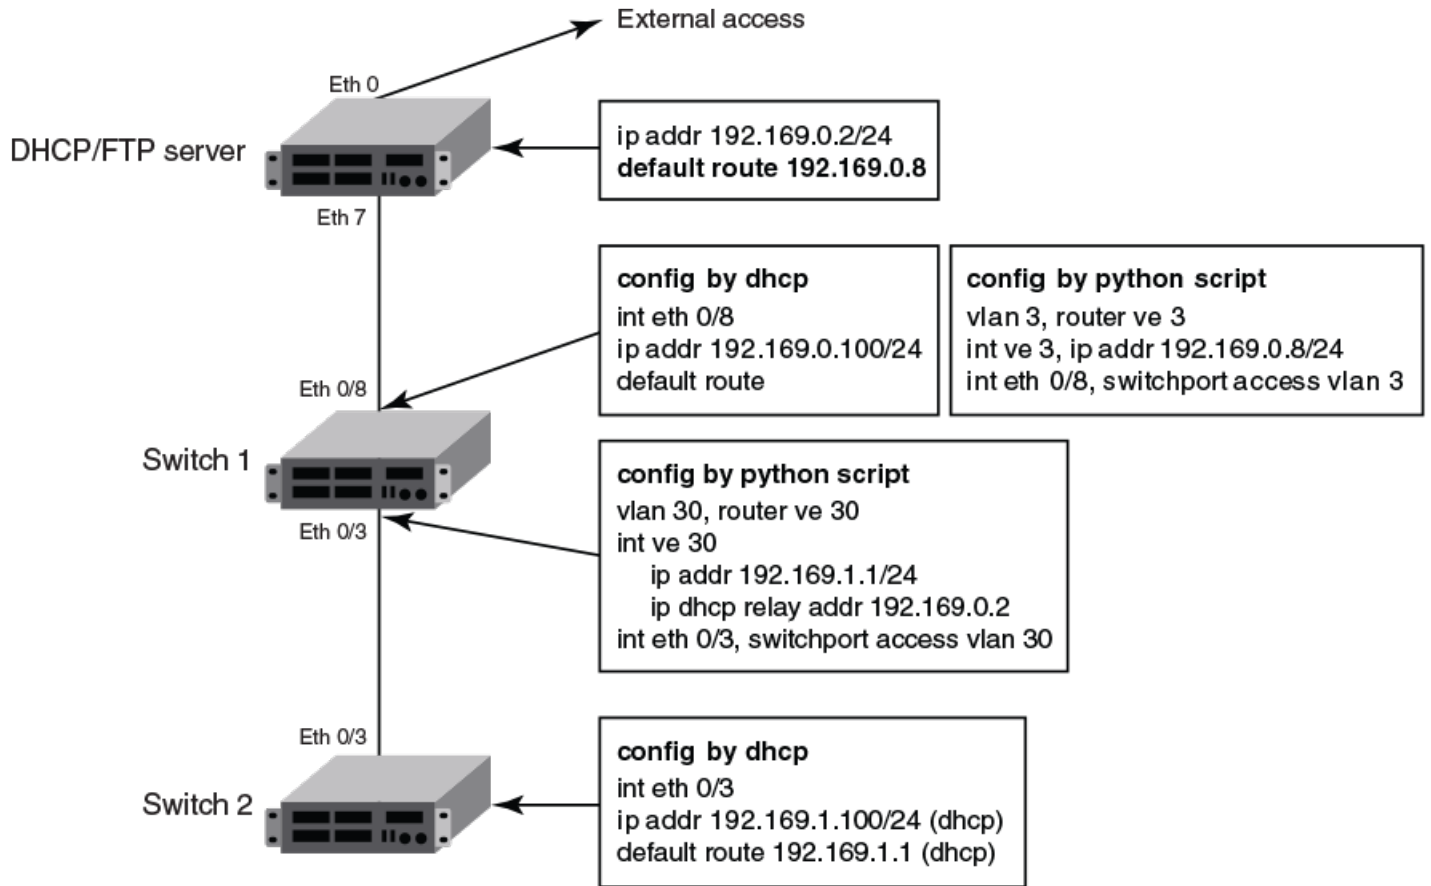 External access
Eth 0
DHCP/FTP server
ip addr 192.169.0.2/24
default route 192.169.0.8
Eth 7
config by dhcp
int eth 0/8
ip addr 192.169.0.100/24
default route
config by python script
vlan 3, router ve 3
int ve 3, ip addr 192.169.0.8/24
int eth 0/8, switchport access vlan 3
Eth 0/8
Switch 1
Eth 0/3
config by python script
vlan 30, router ve 30
int ve 30
ip addr 192.169.1.1/24
ip dhcp relay addr 192.169.0.2
int eth 0/3, switchport access vlan 30
Eth 0/3
Switch 2
config by dhcp
int eth 0/3
ip addr 192.169.1.100/24 (dhcp)
default route 192.169.1.1 (dhcp)